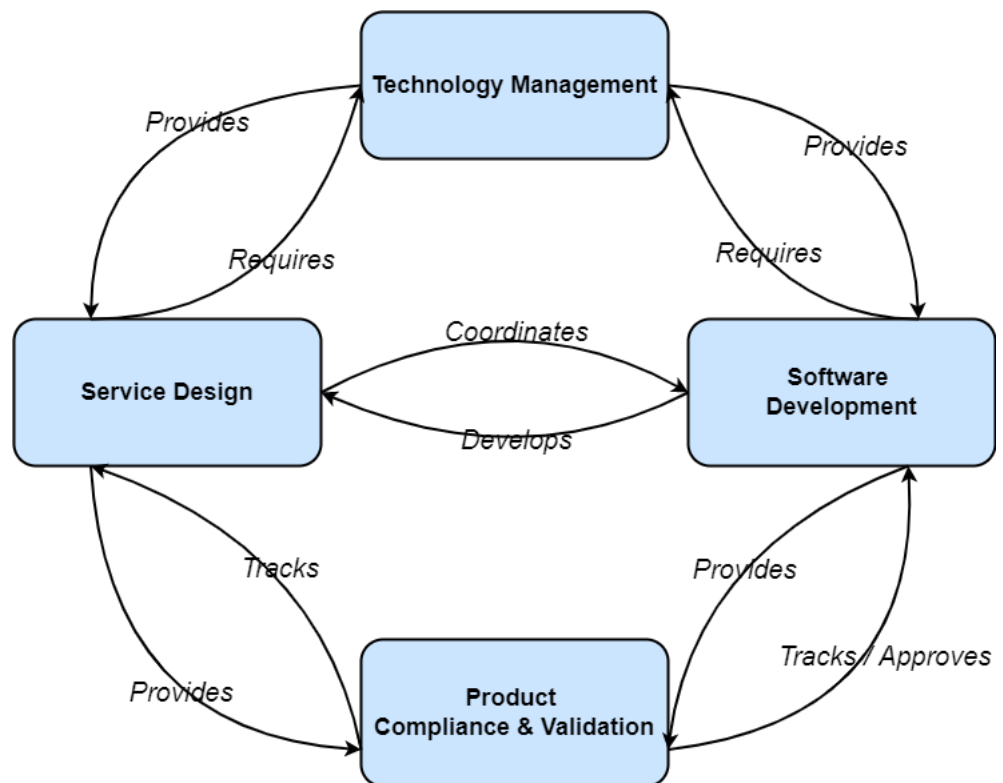 Technology Management
Provides
Provides
Requires
Requires
Coordinates
Service Design
Software
Development
Develops
Tracks
Provides
Tracks / Approves
Provides
Product
Compliance & Validation